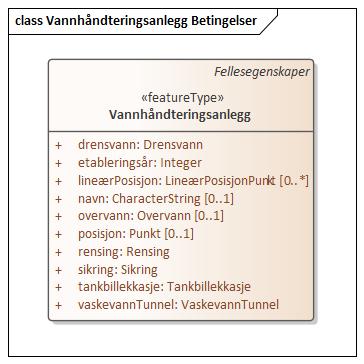 class Vannhåndteringsanlegg Betingelser
Fellesegenskaper
«featureType»
Vannhåndteringsanlegg
+ drensvann: Drensvann
+ etableringsår: Integer
+ lineærPosisjon: LineærPosisjonPunkt [0..*]
+ navn: CharacterString [0..1]
+ overvann: Overvann [0..1]
+ posisjon: Punkt [0..1]
+ rensing: Rensing
+ sikring: Sikring
+ tankbillekkasje: Tankbillekkasje
+ vaskevannTunnel: VaskevannTunnel